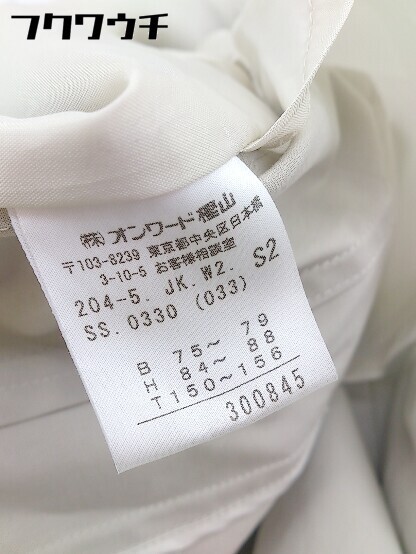 フクワウチ
㈱オンワード樫山
〒103-8239 東京都中央区日本橋
3-10-5 お客様相談室
204-5. JK. W2. S2
SS. 0330 (033)
B 75～ 79
H 84～ 88
T 150～156
300845